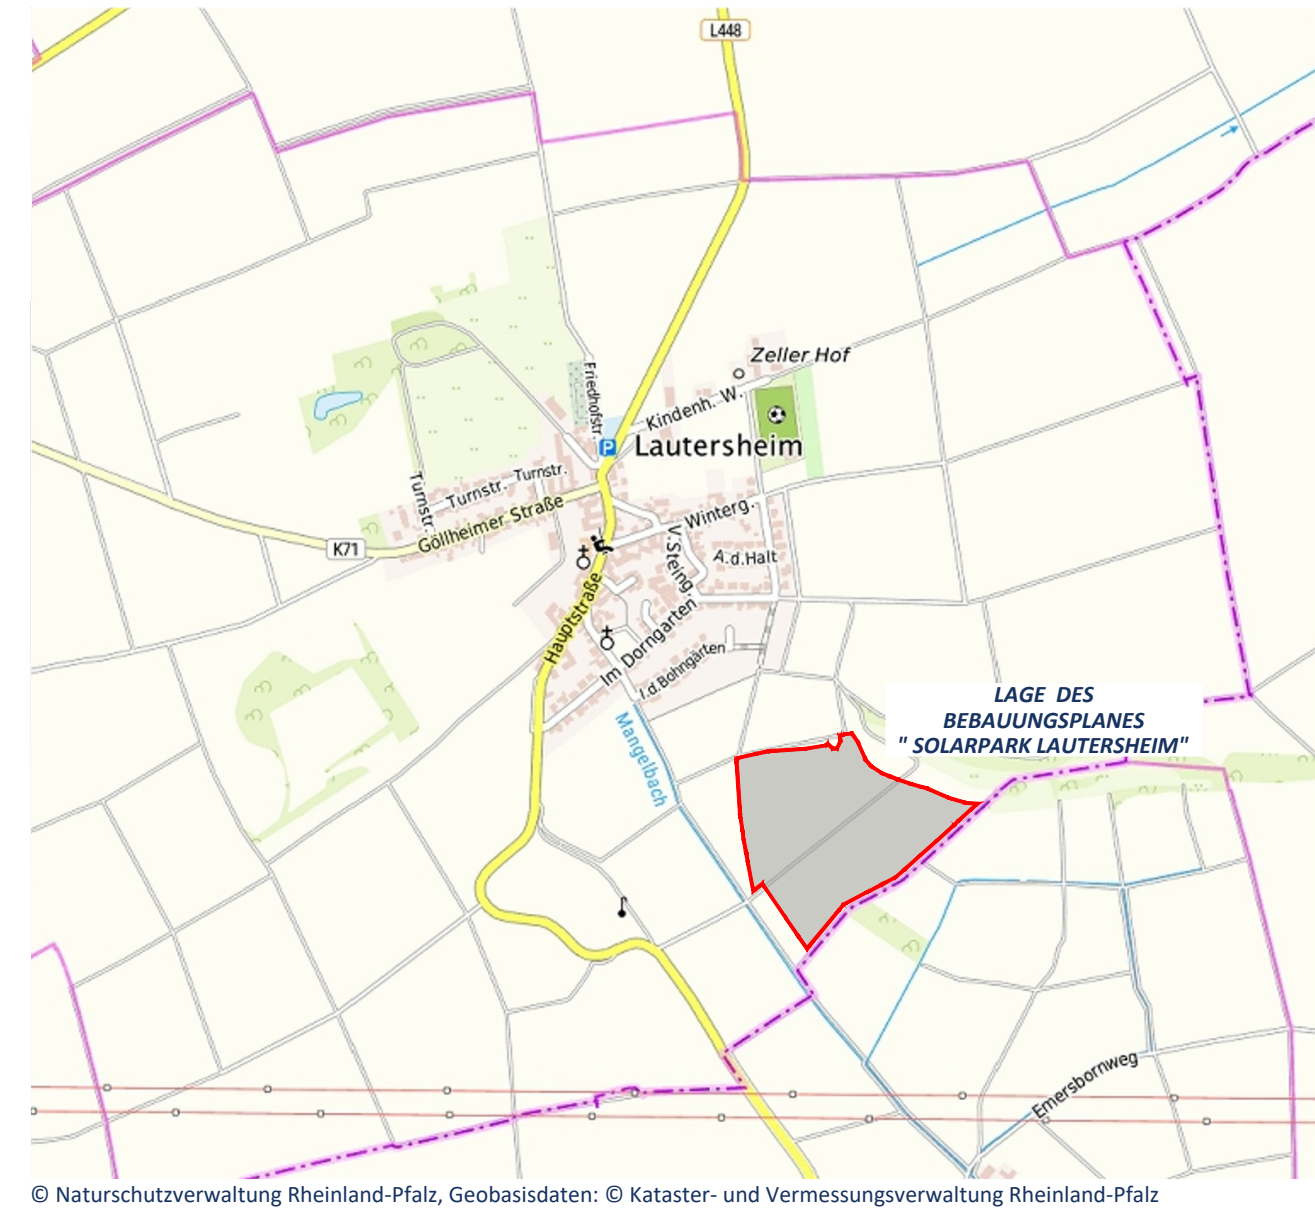 L448
Zeller Hof
Friedhofstr.
Kindenh. W.
P
Lautersheim
Turnstr.
Turnstr.
Turnstr.
Göllheimer Straße
K71
Winterg.
V.Steing.
A.d.Halt
Hauptstraße
Im Dorngarten
I.d.Bohngärten
Mangelbach
LAGE DES
BEBAUUNGSPLANES
" SOLARPARK LAUTERSHEIM"
Emersbornweg
© Naturschutzverwaltung Rheinland-Pfalz, Geobasisdaten: © Kataster- und Vermessungsverwaltung Rheinland-Pfalz